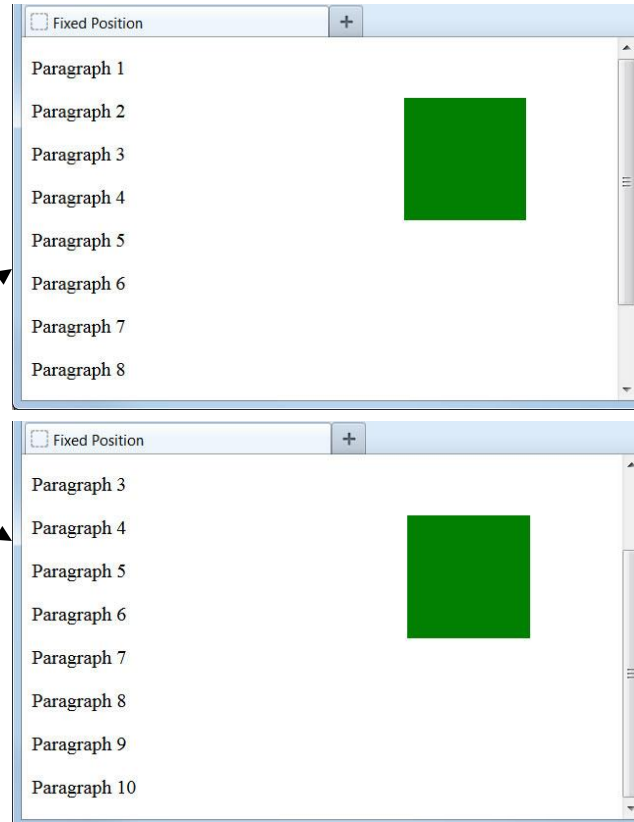 Fixed Position
Paragraph 1
Paragraph 2
Paragraph 3
Paragraph 4
Paragraph 5
Paragraph 6
Paragraph 7
Paragraph 8
Fixed Position
Paragraph 3
Paragraph 4
Paragraph 5
Paragraph 6
Paragraph 7
Paragraph 8
Paragraph 9
Paragraph 10